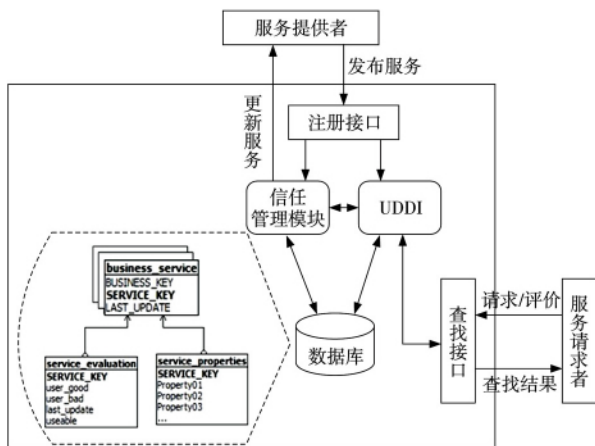 服务提供者
发布服务
更新服务
注册接口
信任
管理模块
UDDI
business_service
BUSINESS_KEY
SERVICE_KEY
LAST_UPDATE
service_evaluation
SERVICE_KEY
user_good
user_bad
last_update
useable
service_properties
SERVICE_KEY
Property01
Property02
Property03
...
数据库
查找接口
请求/评价
查找结果
服务请求者